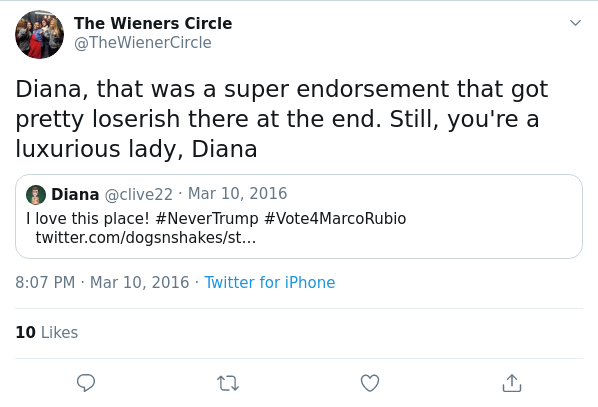 The Wieners Circle
@TheWienerCircle
Diana, that was a super endorsement that got
pretty loserish there at the end. Still, you're a
luxurious lady, Diana
Diana @clive22 · Mar 10, 2016
I love this place! #NeverTrump #Vote4MarcoRubio
twitter.com/dogsnshakes/st…
8:07 PM · Mar 10, 2016 · Twitter for iPhone
10 Likes